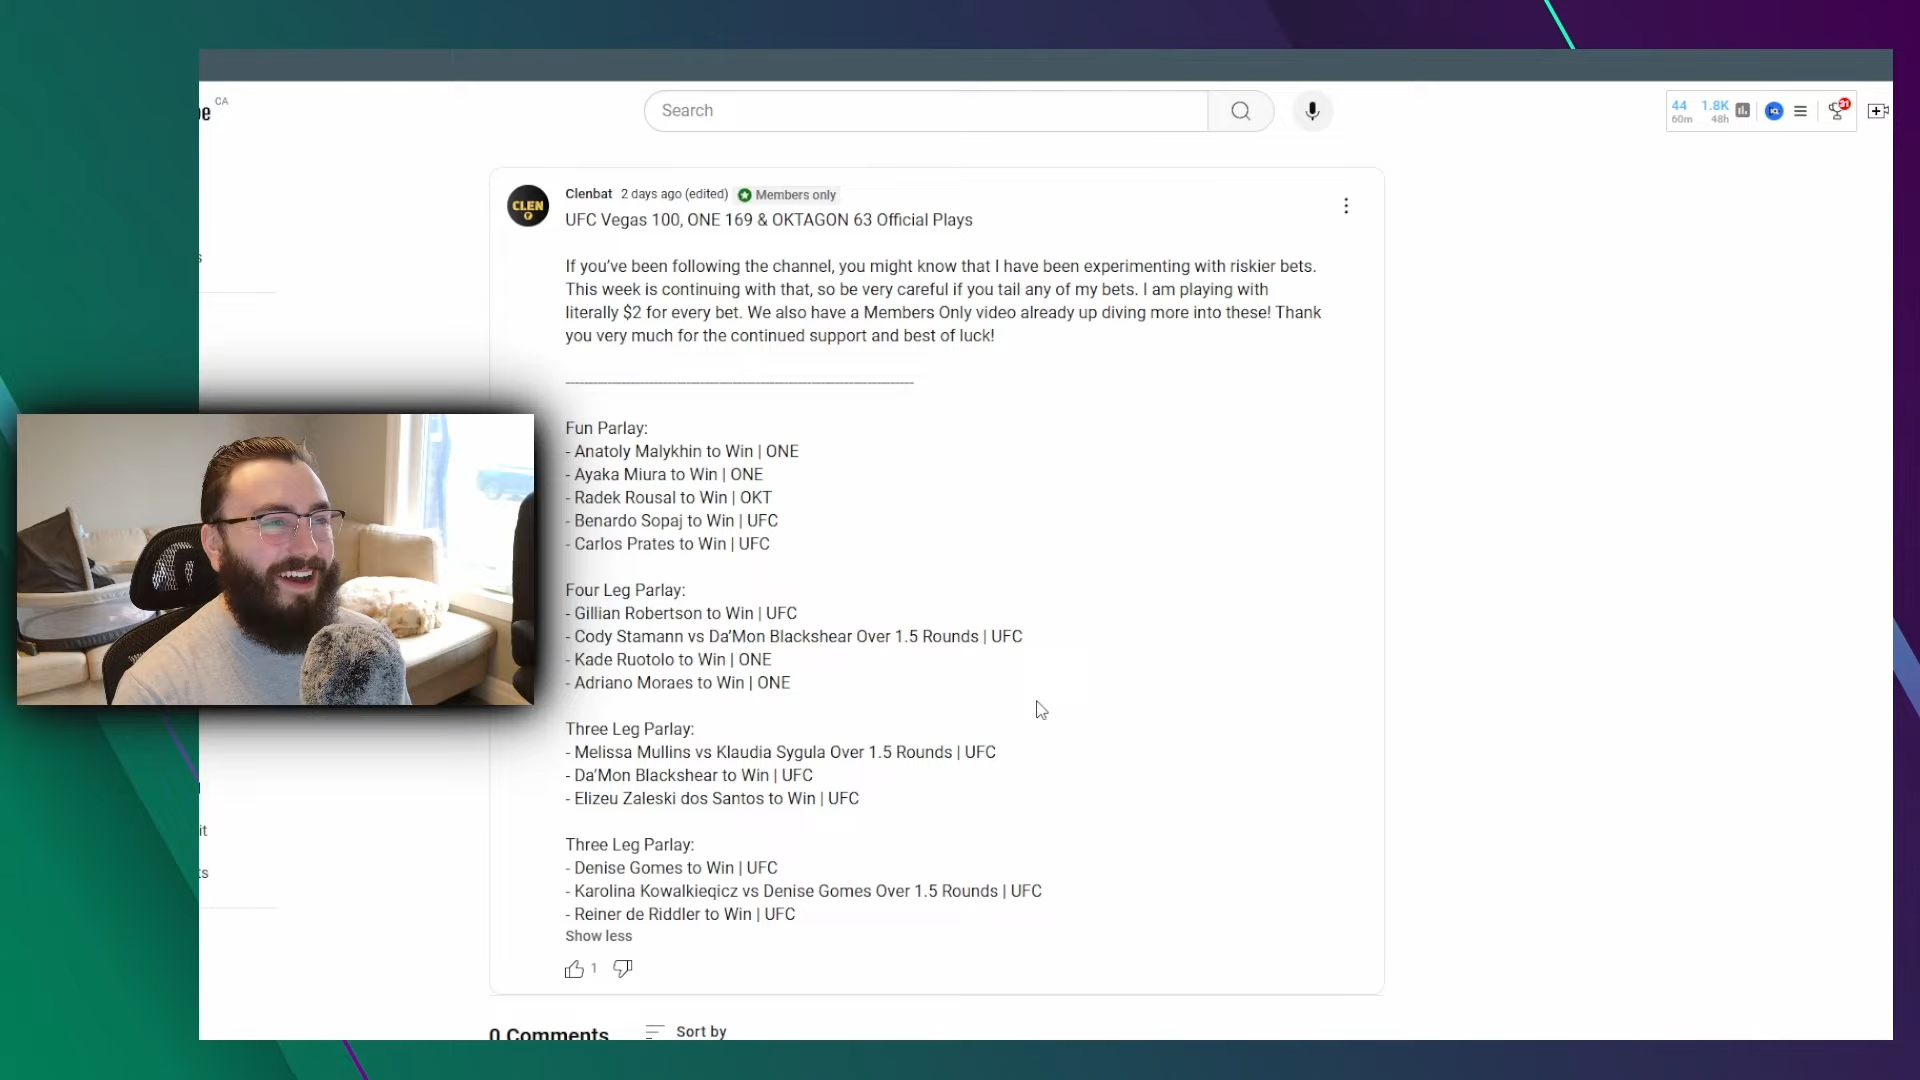 CA
Search
44 1.8K
60m 48h
Clenbat 2 days ago (edited) Members only
CLEN
UFC Vegas 100, ONE 169 & OKTAGON 63 Official Plays
If you’ve been following the channel, you might know that I have been experimenting with riskier bets.
This week is continuing with that, so be very careful if you tail any of my bets. I am playing with
literally $2 for every bet. We also have a Members Only video already up diving more into these! Thank
you very much for the continued support and best of luck!
Fun Parlay:
- Anatoly Malykhin to Win | ONE
- Ayaka Miura to Win | ONE
- Radek Rousal to Win | OKT
- Benardo Sopaj to Win | UFC
- Carlos Prates to Win | UFC
Four Leg Parlay:
- Gillian Robertson to Win | UFC
- Cody Stamann vs Da’Mon Blackshear Over 1.5 Rounds | UFC
- Kade Ruotolo to Win | ONE
- Adriano Moraes to Win | ONE
Three Leg Parlay:
- Melissa Mullins vs Klaudia Sygula Over 1.5 Rounds | UFC
- Da’Mon Blackshear to Win | UFC
- Elizeu Zaleski dos Santos to Win | UFC
Three Leg Parlay:
- Denise Gomes to Win | UFC
- Karolina Kowalkieqicz vs Denise Gomes Over 1.5 Rounds | UFC
- Reiner de Riddler to Win | UFC
Show less
1
0 Comments Sort by